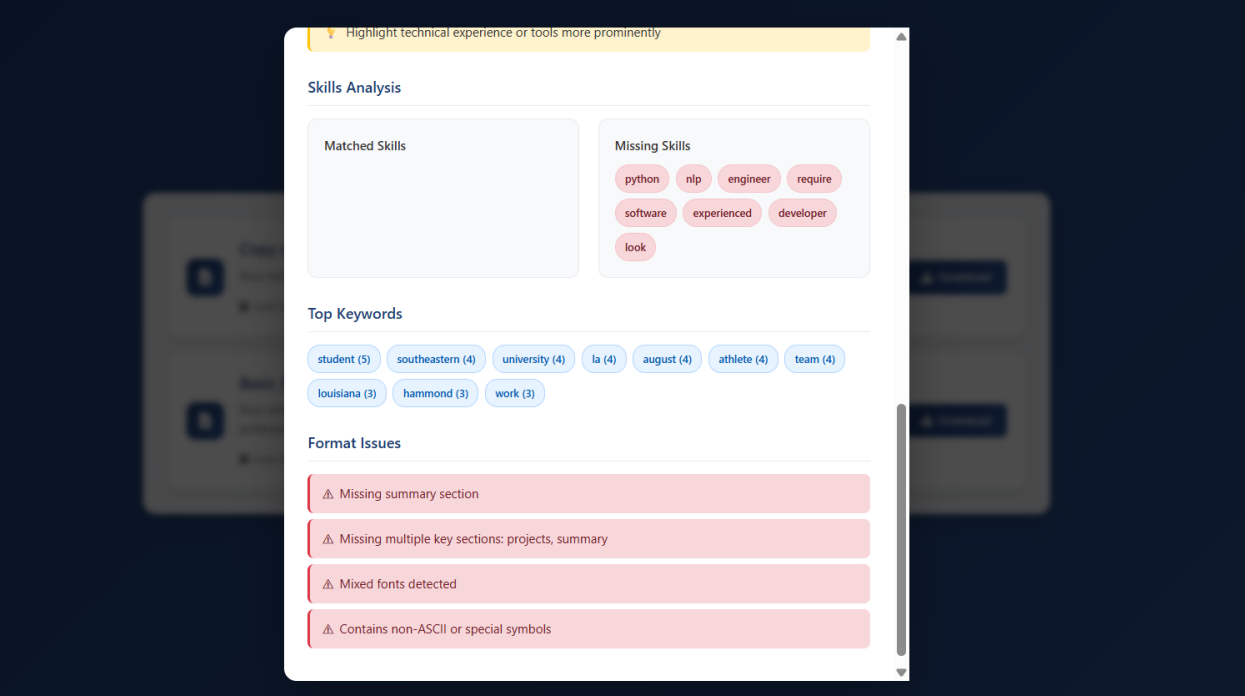 Highlight technical experience or tools more prominently
Skills Analysis
Matched Skills
Missing Skills
python nlp engineer require
software experienced developer
look
Top Keywords
student (5) southeastern (4) university (4) la (4) august (4) athlete (4) team (4)
louisiana (3) hammond (3) work (3)
Format Issues
⚠ Missing summary section
⚠ Missing multiple key sections: projects, summary
⚠ Mixed fonts detected
⚠ Contains non-ASCII or special symbols